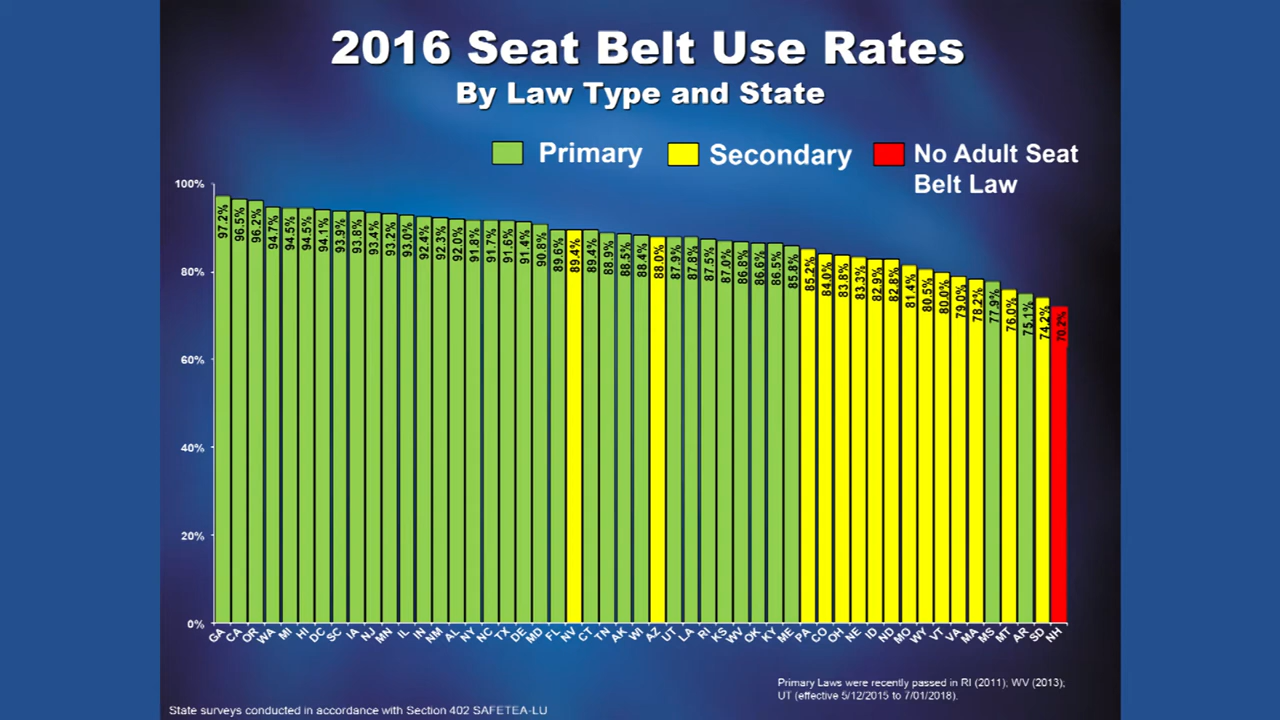 2016 Seat Belt Use Rates
By Law Type and State
Primary
Secondary
No Adult Seat
Belt Law
100%
80%
60%
40%
20%
0%
97.2% 96.5% 96.2% 94.7% 94.5% 94.5% 94.1% 93.9% 93.8% 93.4% 93.2% 93.0% 92.4% 92.3% 92.0% 91.8% 91.7% 91.6% 91.4% 90.8% 89.6% 89.4% 89.4% 88.9% 88.5% 88.4% 88.0% 87.9% 87.8% 87.5% 87.0% 86.8% 86.6% 86.5% 85.8% 85.2% 84.0% 83.8% 83.3% 82.9% 82.8% 81.4% 80.5% 80.0% 79.0% 78.2% 77.9% 76.0% 75.1% 74.2% 70.2%
GA CA OR WA MI HI DC SC IA NJ MN IL IN NM AL NY NC TX DE MD FL NV CT TN AK WI AZ UT LA RI KS WV OK KY ME PA CO OH NE ID ND MO WY VT VA MA MS MT AR SD NH
Primary Laws were recently passed in RI (2011); WV (2013);
UT (effective 5/12/2015 to 7/01/2018).
State surveys conducted in accordance with Section 402 SAFETEA-LU